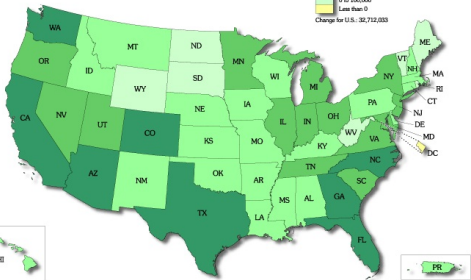 Less than 0
Change for U.S.: 32,712,033
WA
MT
ND
ME
OR
ID
MN
VT
NH
SD
WI
NY
MA
WY
MI
RI
CT
NV
NE
IA
PA
NJ
CA
UT
CO
IL
IN
OH
DE
MD
WV
VA
DC
KS
MO
KY
NC
AZ
NM
OK
AR
TN
SC
TX
MS
AL
GA
LA
FL
PR